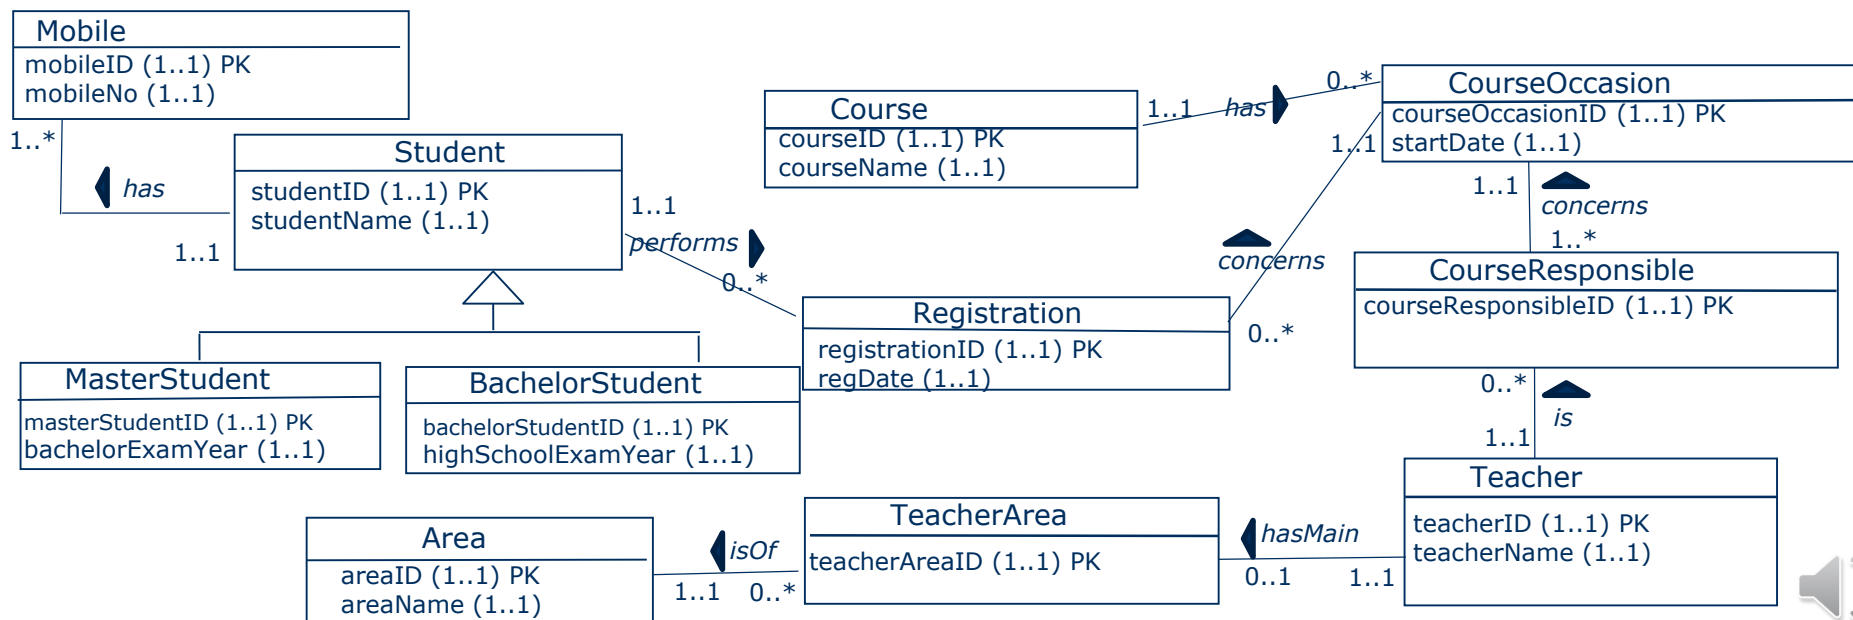 Mobile
mobileID (1..1) PK
mobileNo (1..1)
1..*
has
1..1
Student
studentID (1..1) PK
studentName (1..1)
1..1
performs
0..*
MasterStudent
masterStudentID (1..1) PK
bachelorExamYear (1..1)
BachelorStudent
bachelorStudentID (1..1) PK
highSchoolExamYear (1..1)
Course
courseID (1..1) PK
courseName (1..1)
1..1
has
0..*
CourseOccasion
courseOccasionID (1..1) PK
startDate (1..1)
1..1
concerns
0..*
Registration
registrationID (1..1) PK
regDate (1..1)
1..1
concerns
1..*
CourseResponsible
courseResponsibleID (1..1) PK
0..*
is
1..1
Teacher
teacherID (1..1) PK
teacherName (1..1)
hasMain
0..1
1..1
TeacherArea
teacherAreaID (1..1) PK
isOf
1..1
0..*
Area
areaID (1..1) PK
areaName (1..1)